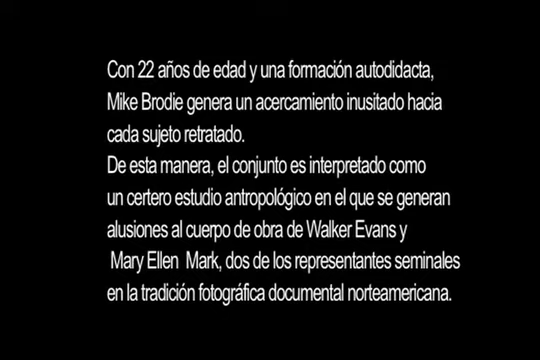 Con 22 años de edad y una formación autodidacta,
Mike Brodie genera un acercamiento inusitado hacia
cada sujeto retratado.
De esta manera, el conjunto es interpretado como
un certero estudio antropológico en el que se generan
alusiones al cuerpo de obra de Walker Evans y
Mary Ellen Mark, dos de los representantes seminales
en la tradición fotográfica documental norteamericana.